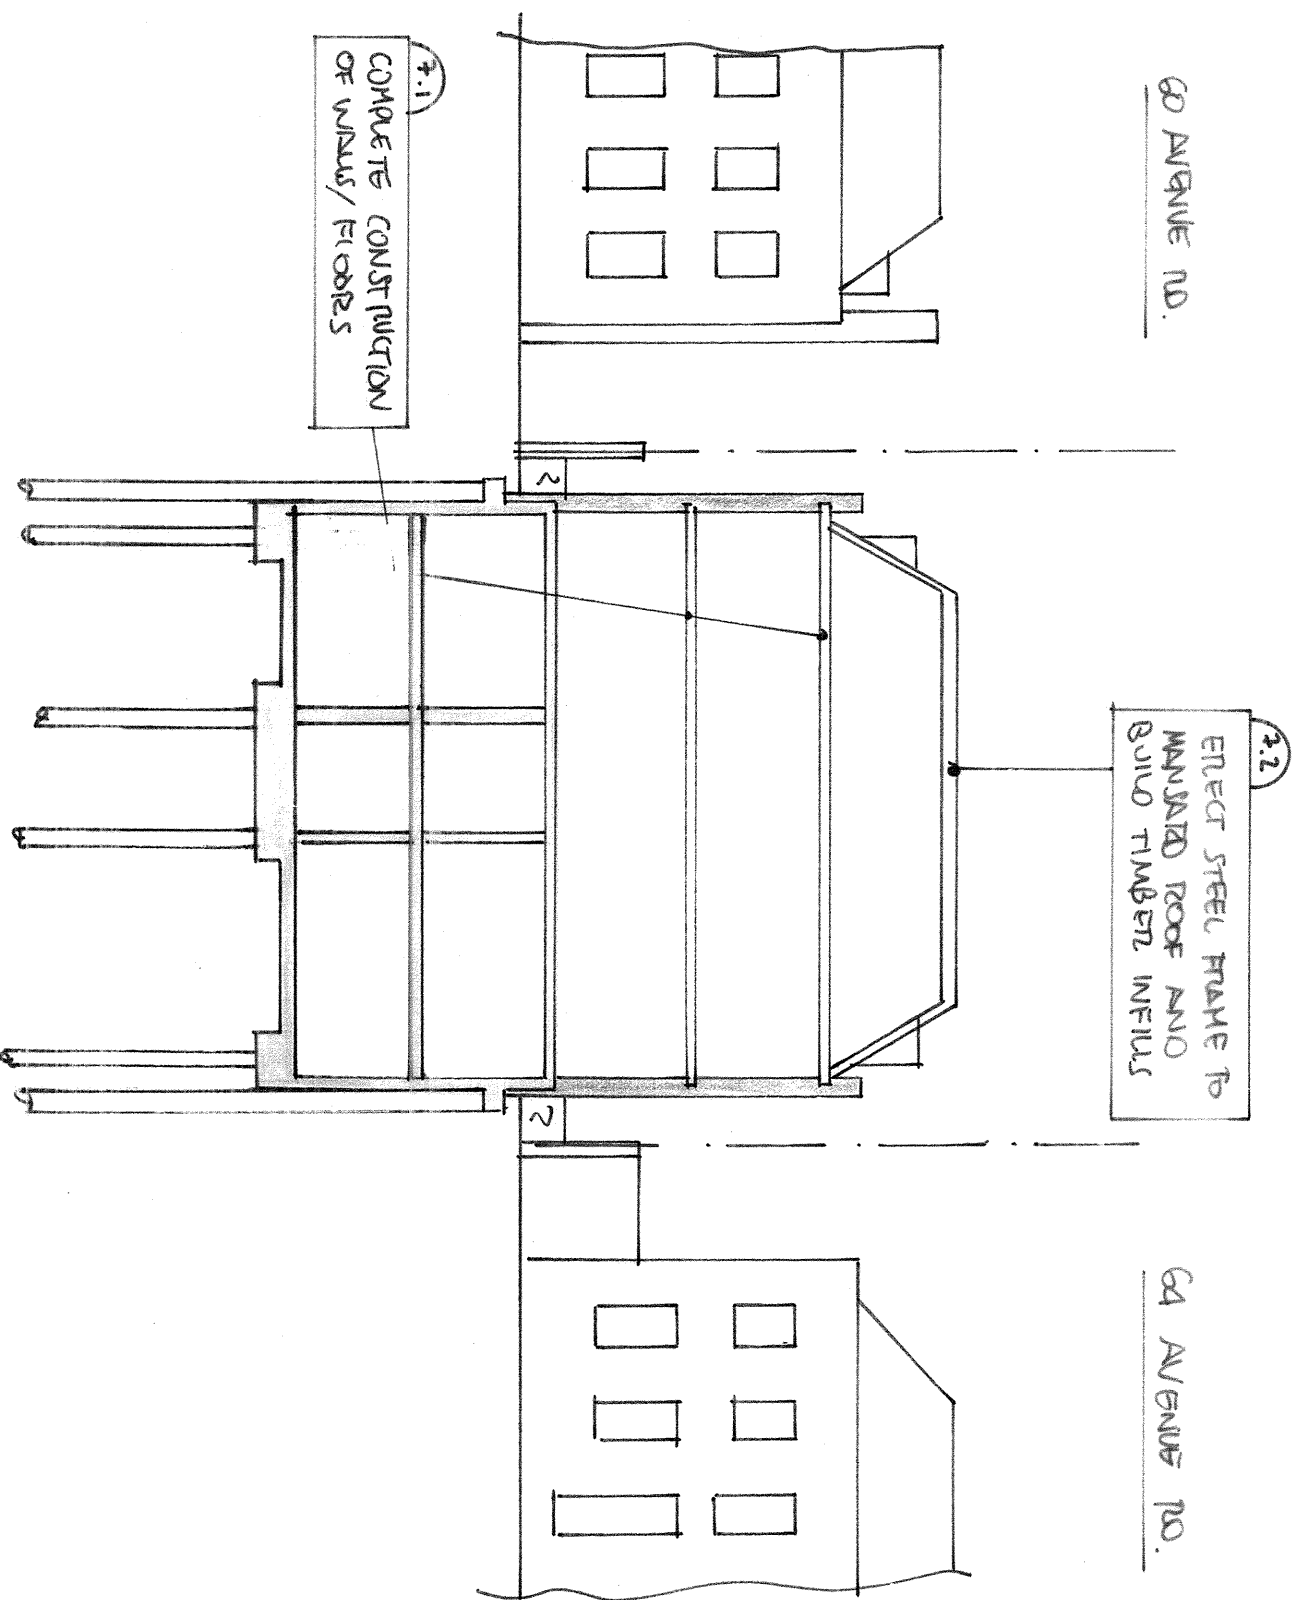 60 AVENUE RD.
64 AVENUE RD.
7.2
ERECT STEEL FRAME TO
MANSARD ROOF AND
BUILD TIMBER INFILLS
7.1
COMPLETE CONSTRUCTION
OF WALLS/FLOORS
2
2